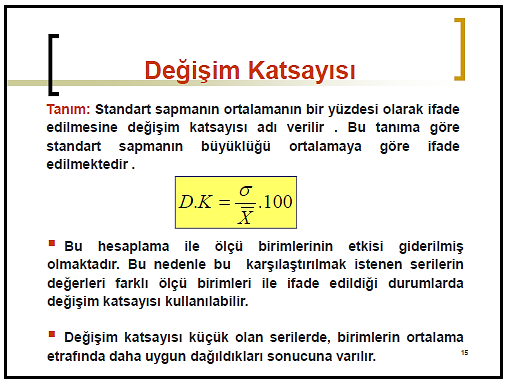 Değişim Katsayısı
Tanım: Standart sapmanın ortalamanın bir yüzdesi olarak ifade
edilmesine değişim katsayısı adı verilir . Bu tanıma göre
standart sapmanın büyüklüğü ortalamaya göre ifade
edilmektedir .
D.K = σ / X̄ .100
▪ Bu hesaplama ile ölçü birimlerinin etkisi giderilmiş
olmaktadır. Bu nedenle bu karşılaştırılmak istenen serilerin
değerleri farklı ölçü birimleri ile ifade edildiği durumlarda
değişim katsayısı kullanılabilir.
▪ Değişim katsayısı küçük olan serilerde, birimlerin ortalama
etrafında daha uygun dağıldıkları sonucuna varılır.
15